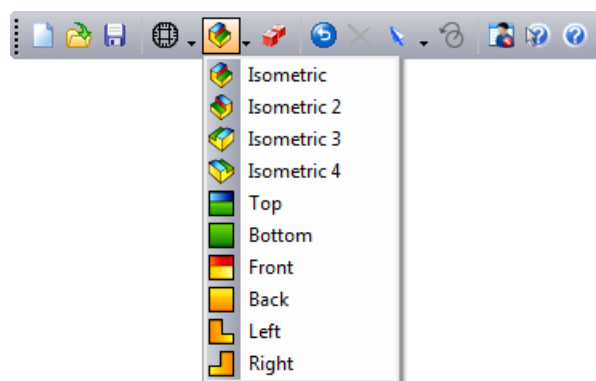 Isometric
Isometric 2
Isometric 3
Isometric 4
Top
Bottom
Front
Back
Left
Right